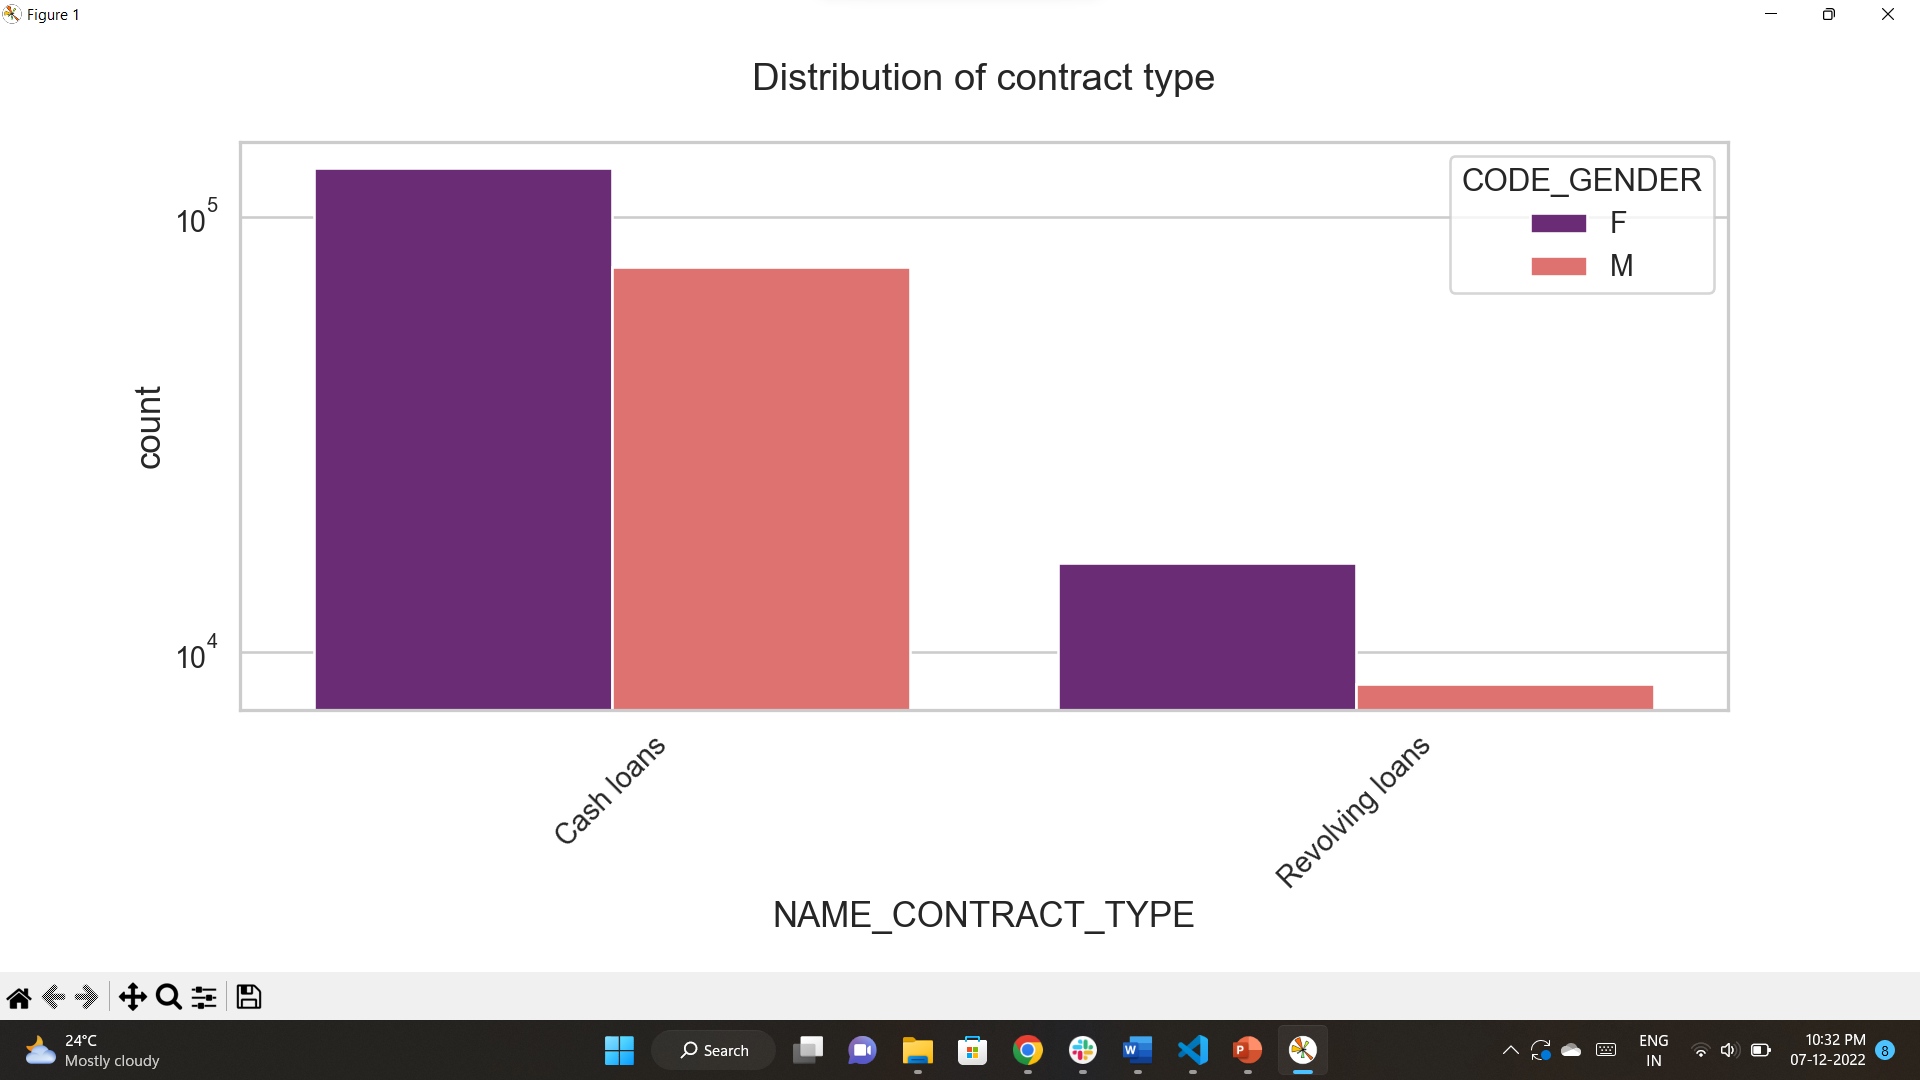 Figure 1
Distribution of contract type
10^5
10^4
count
CODE_GENDER
F
M
Cash loans
Revolving loans
NAME_CONTRACT_TYPE
24°C
Mostly cloudy
Search
W
P
ENG
IN
10:32 PM
07-12-2022
8